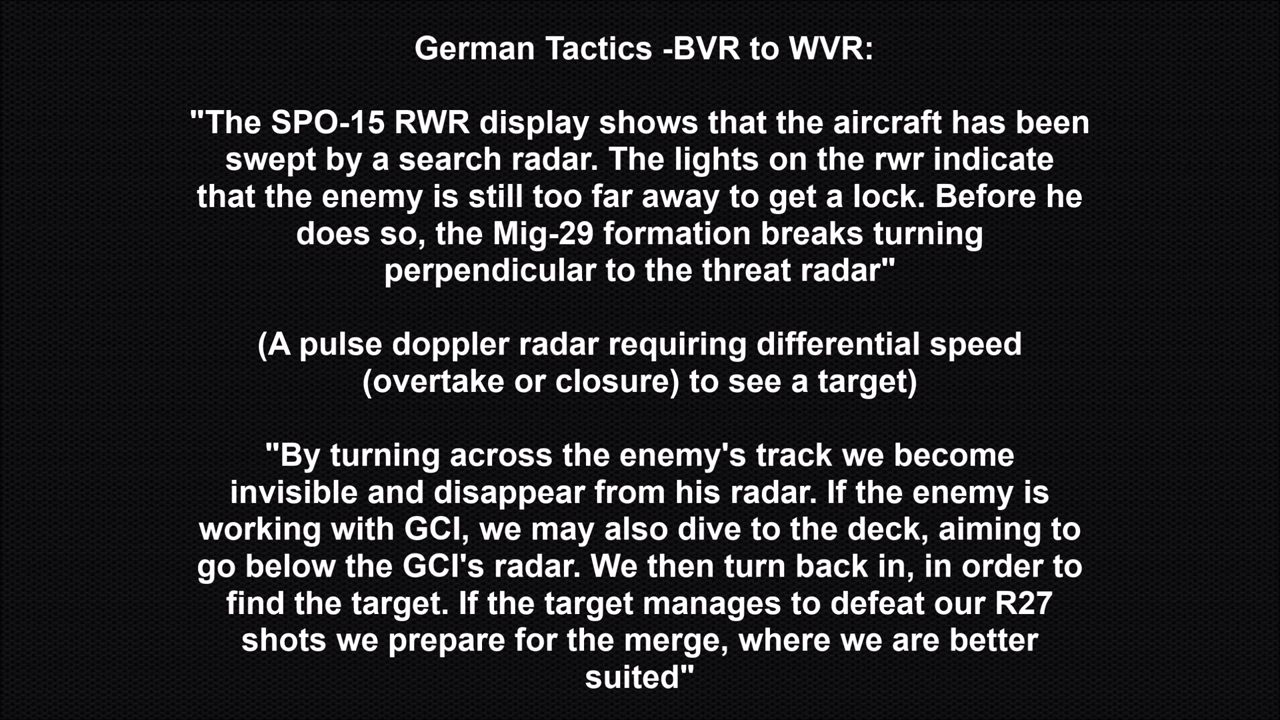 German Tactics -BVR to WVR:
"The SPO-15 RWR display shows that the aircraft has been
swept by a search radar. The lights on the rwr indicate
that the enemy is still too far away to get a lock. Before he
does so, the Mig-29 formation breaks turning
perpendicular to the threat radar"
(A pulse doppler radar requiring differential speed
(overtake or closure) to see a target)
"By turning across the enemy's track we become
invisible and disappear from his radar. If the enemy is
working with GCI, we may also dive to the deck, aiming to
go below the GCI's radar. We then turn back in, in order to
find the target. If the target manages to defeat our R27
shots we prepare for the merge, where we are better
suited"